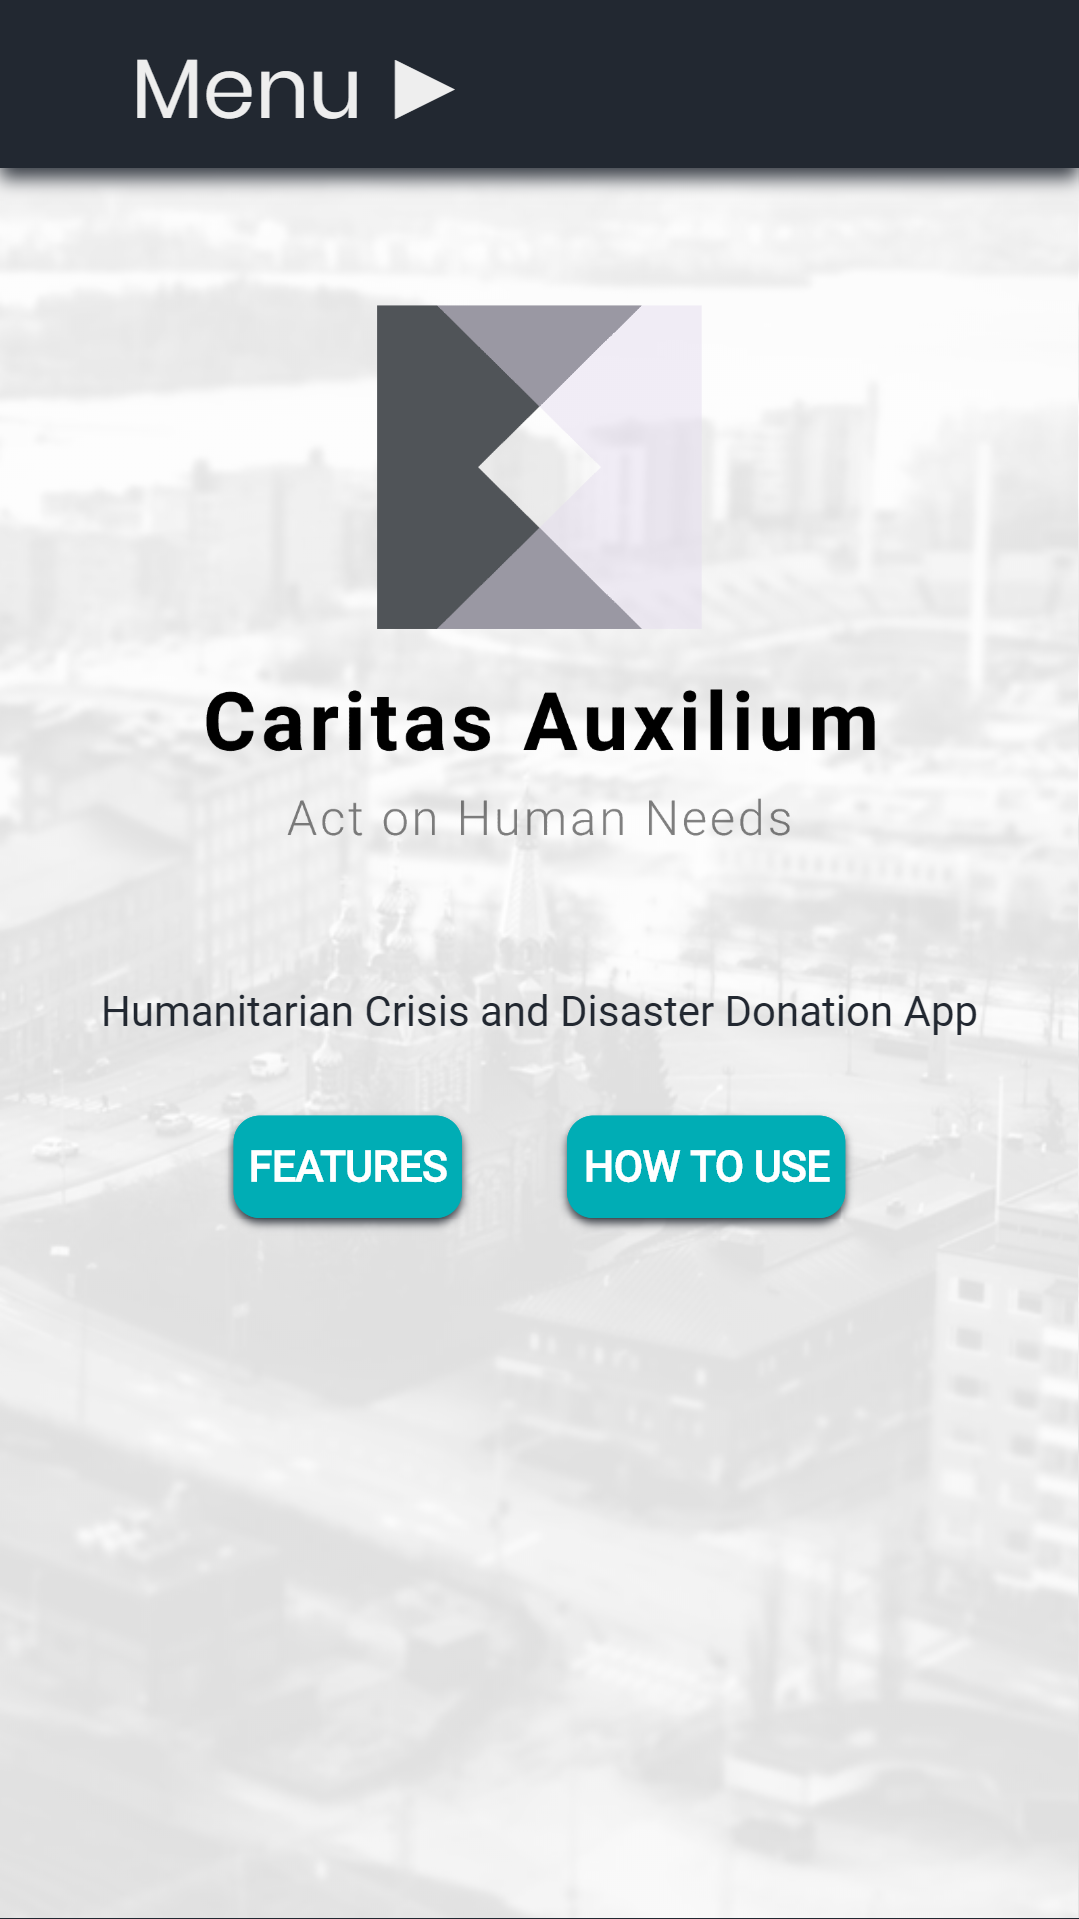 Menu ▶
Caritas Auxilium
Act on Human Needs
Humanitarian Crisis and Disaster Donation App
FEATURES
HOW TO USE